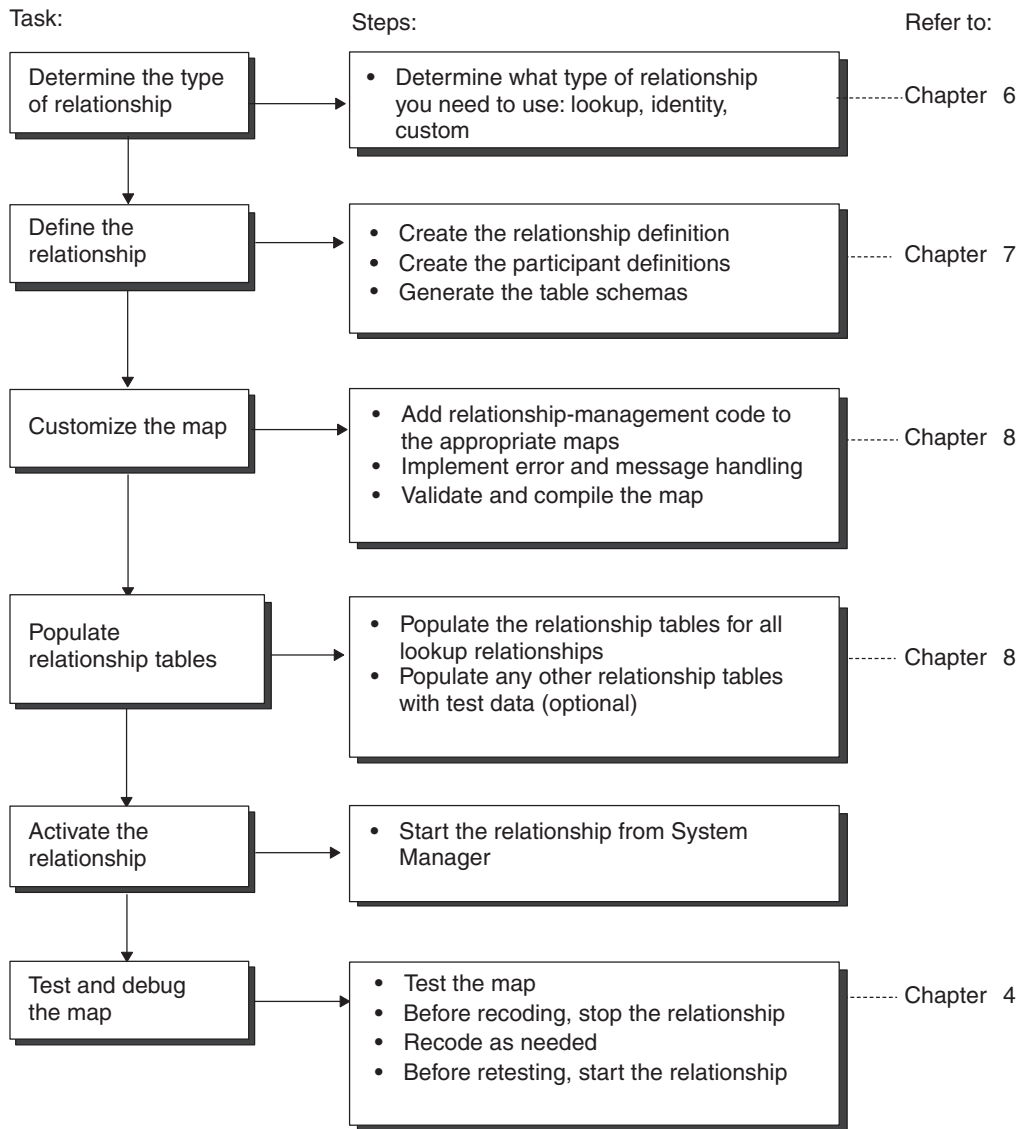 Task:
Steps:
Refer to:
Determine the type
of relationship
• Determine what type of relationship
you need to use: lookup, identity,
custom
Chapter 6
Define the
relationship
• Create the relationship definition
• Create the participant definitions
• Generate the table schemas
Chapter 7
Customize the map
• Add relationship-management code to
the appropriate maps
• Implement error and message handling
• Validate and compile the map
Chapter 8
Populate
relationship tables
• Populate the relationship tables for all
lookup relationships
• Populate any other relationship tables
with test data (optional)
Chapter 8
Activate the
relationship
• Start the relationship from System
Manager
Test and debug
the map
• Test the map
• Before recoding, stop the relationship
• Recode as needed
• Before retesting, start the relationship
Chapter 4